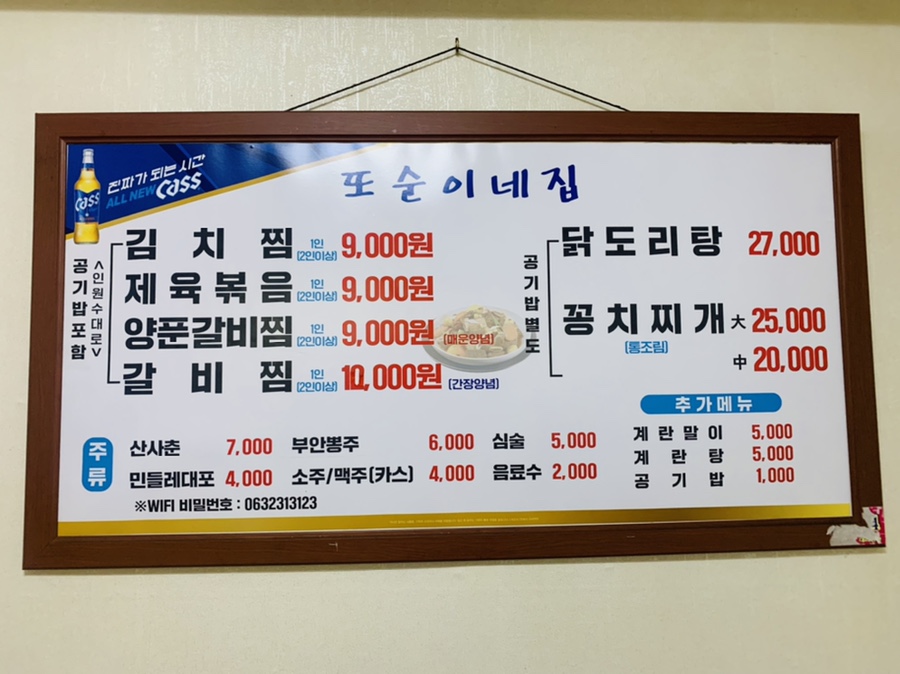 진짜가 되는 시간
ALL NEW Cass
Cass
또순이네집
공기밥포함
<인원수대로>
김치찜 1인 (2인이상) 9,000원
제육볶음 1인 (2인이상) 9,000원
양푼갈비찜 1인 (2인이상) 9,000원 (매운양념)
갈비찜 1인 (2인이상) 10,000원 (간장양념)
공기밥별도
닭도리탕 27,000
꽁치찌개 大 25,000
(통조림) 中 20,000
추가메뉴
계란말이 5,000
계란탕 5,000
공기밥 1,000
주류
산사춘 7,000 부안뽕주 6,000 심술 5,000
민들레대포 4,000 소주/맥주(카스) 4,000 음료수 2,000
※WIFI 비밀번호 : 0632313123